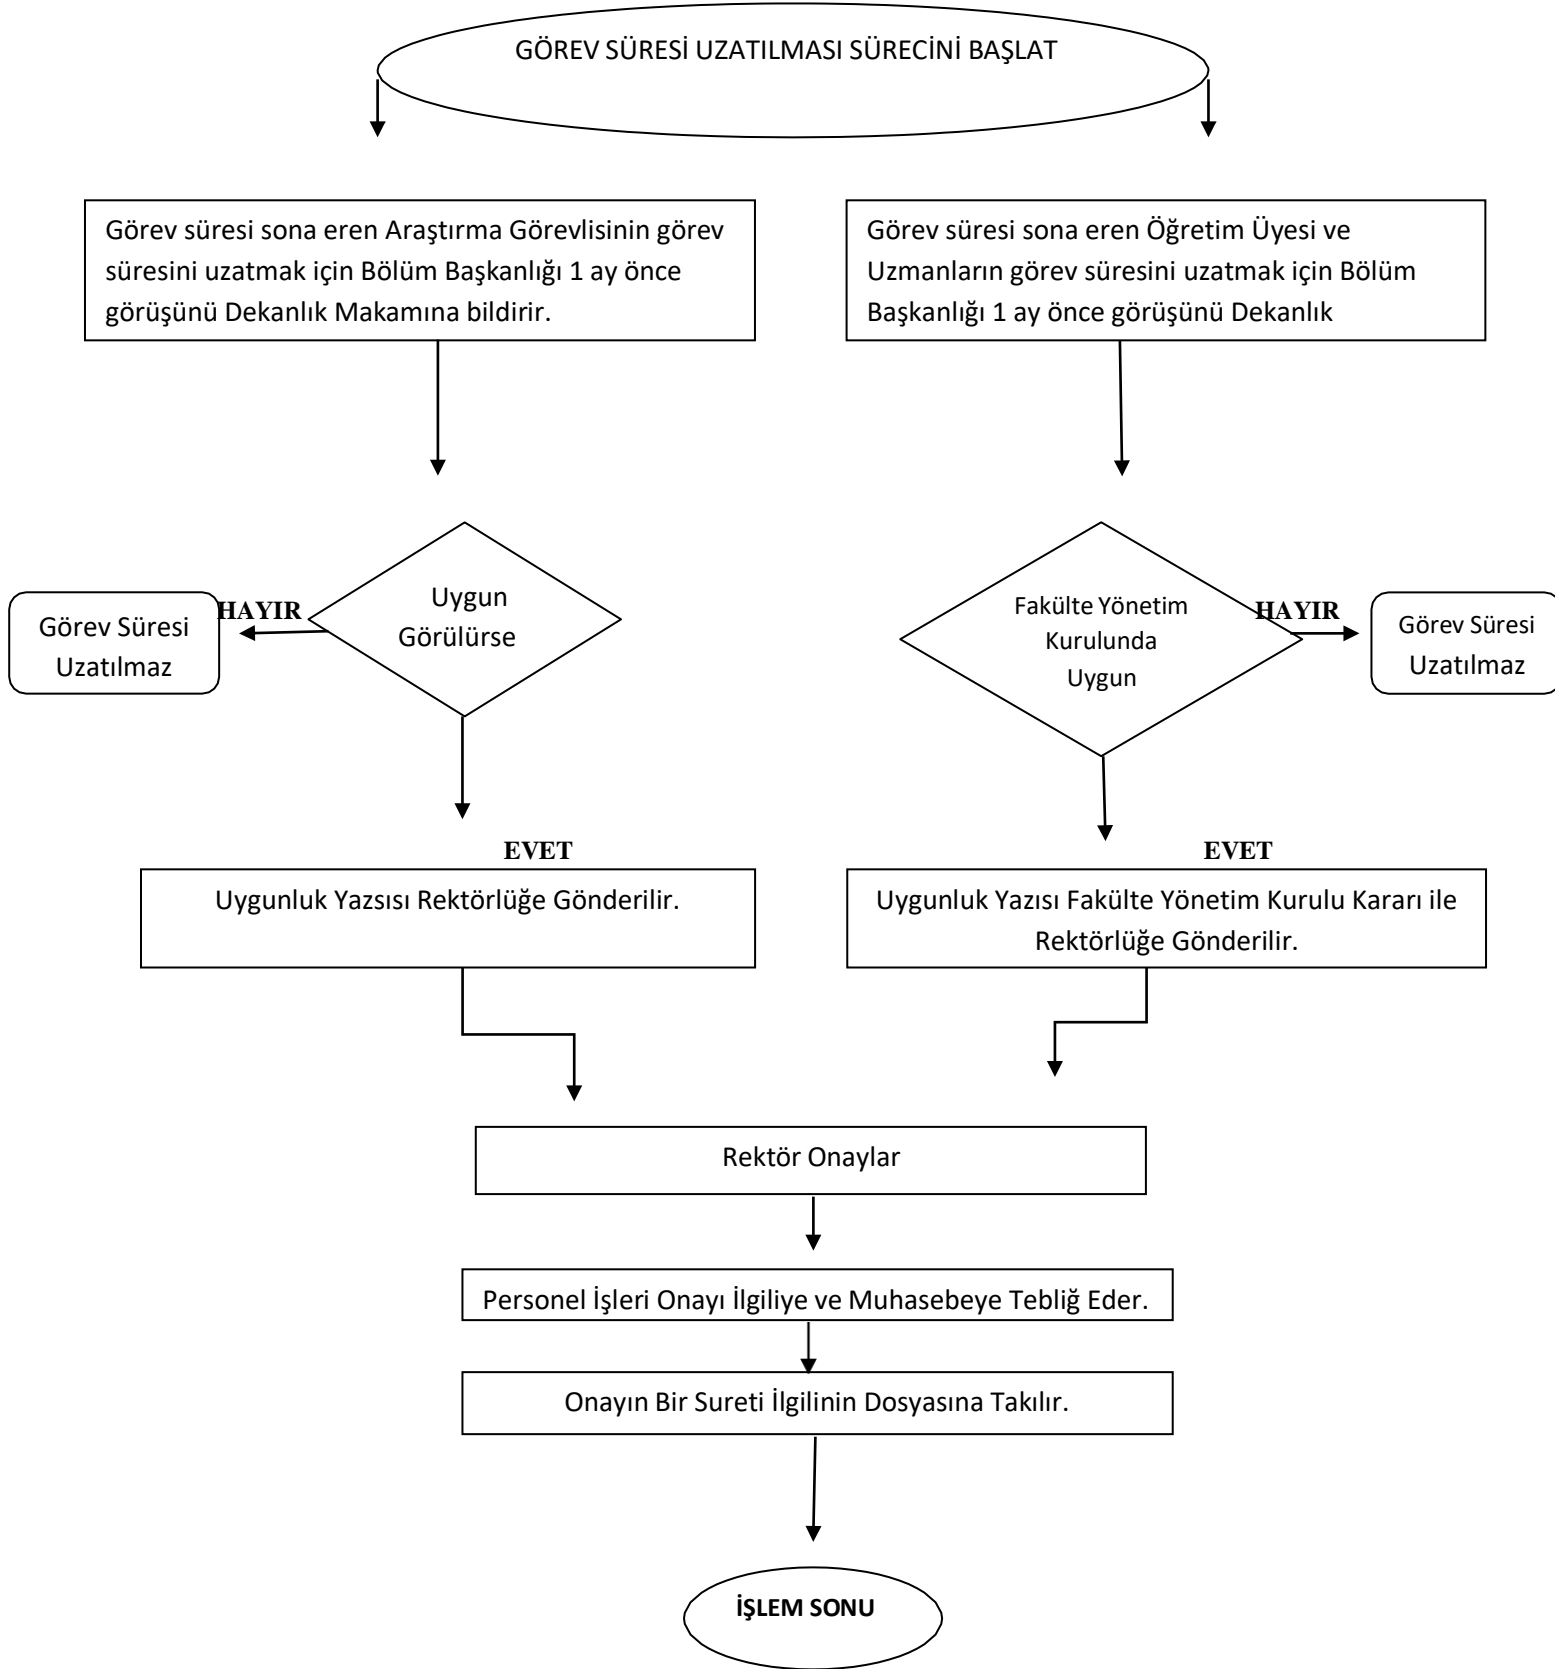 GÖREV SÜRESİ UZATILMASI SÜRECİNİ BAŞLAT
Görev süresi sona eren Araştırma Görevlisinin görev
süresini uzatmak için Bölüm Başkanlığı 1 ay önce
görüşünü Dekanlık Makamına bildirir.
Görev süresi sona eren Öğretim Üyesi ve
Uzmanların görev süresini uzatmak için Bölüm
Başkanlığı 1 ay önce görüşünü Dekanlık
Görev Süresi
Uzatılmaz
HAYIR
Uygun
Görülürse
Fakülte Yönetim
Kurulunda
Uygun
HAYIR
Görev Süresi
Uzatılmaz
EVET
EVET
Uygunluk Yazsısı Rektörlüğe Gönderilir.
Uygunluk Yazısı Fakülte Yönetim Kurulu Kararı ile
Rektörlüğe Gönderilir.
Rektör Onaylar
Personel İşleri Onayı İlgiliye ve Muhasebeye Tebliğ Eder.
Onayın Bir Sureti İlgilinin Dosyasına Takılır.
İŞLEM SONU